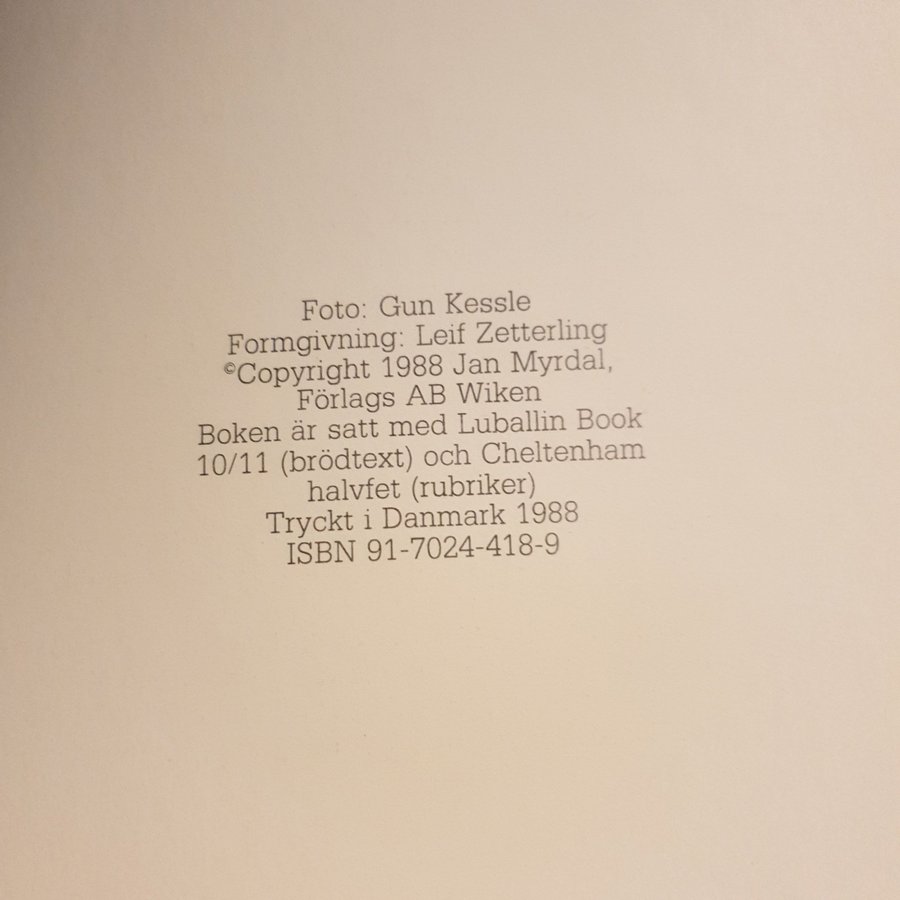 Foto: Gun Kessle
Formgivning: Leif Zetterling
©Copyright 1988 Jan Myrdal,
Förlags AB Wiken
Boken är satt med Luballin Book
10/11 (brödtext) och Cheltenham
halvfet (rubriker)
Tryckt i Danmark 1988
ISBN 91-7024-418-9